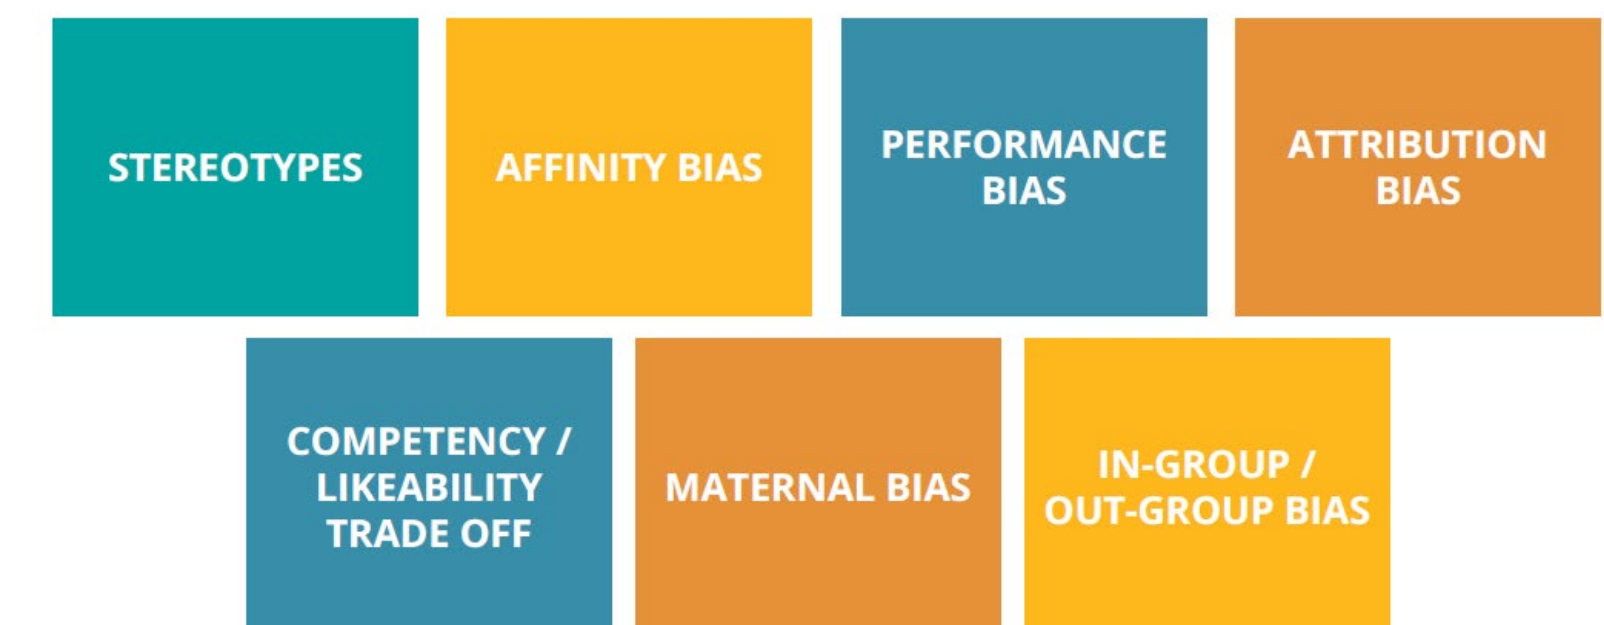 STEREOTYPES
AFFINITY BIAS
PERFORMANCE
BIAS
ATTRIBUTION
BIAS
COMPETENCY /
LIKEABILITY
TRADE OFF
MATERNAL BIAS
IN-GROUP /
OUT-GROUP BIAS